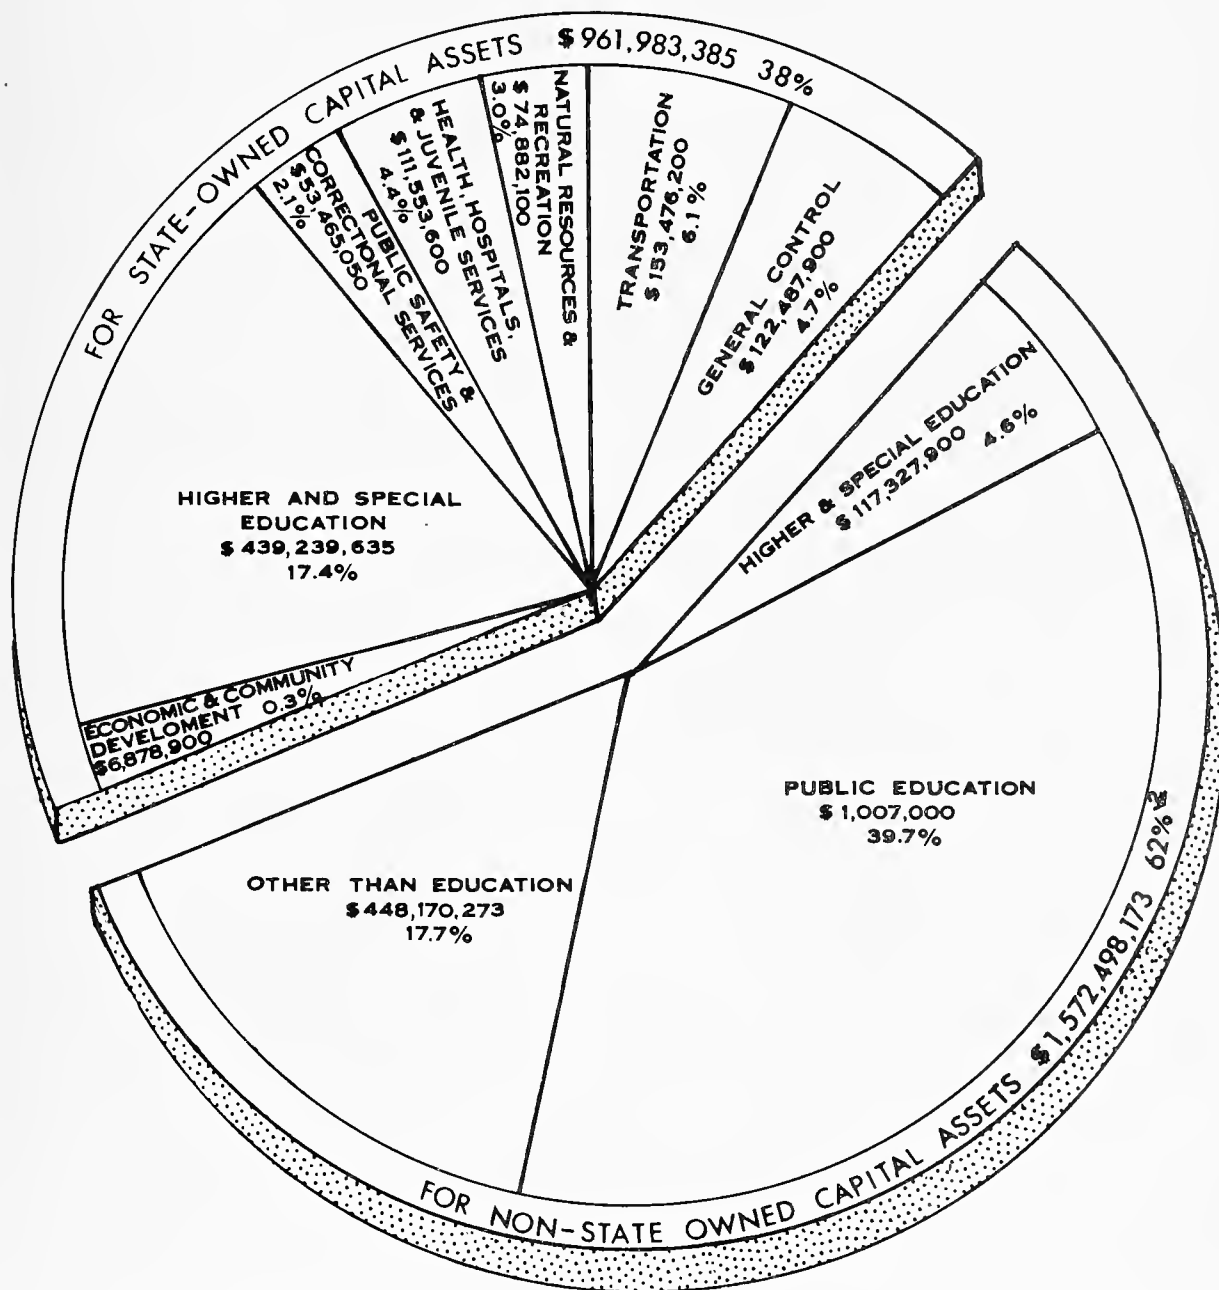 FOR STATE-OWNED CAPITAL ASSETS $961,983,385 38%
NATURAL RESOURCES &
RECREATION
$ 74,882,100
3.0%
HEALTH, HOSPITALS,
& JUVENILE SERVICES
$111,553,600
4.4%
PUBLIC SAFETY &
CORRECTIONAL SERVICES
$53,465,050
2.1%
TRANSPORTATION
$ 153,476,200
6.1%
GENERAL CONTROL
$ 122,487,900
4.7%
HIGHER AND SPECIAL
EDUCATION
$ 439,239,635
17.4%
ECONOMIC & COMMUNITY
DEVELOMENT 0.3%
$6,878,900
HIGHER & SPECIAL EDUCATION
$ 117,327,900 4.6%
PUBLIC EDUCATION
$ 1,007,000
39.7%
OTHER THAN EDUCATION
$448,170,273
17.7%
FOR NON-STATE OWNED CAPITAL ASSETS $1,572,498,173 62%